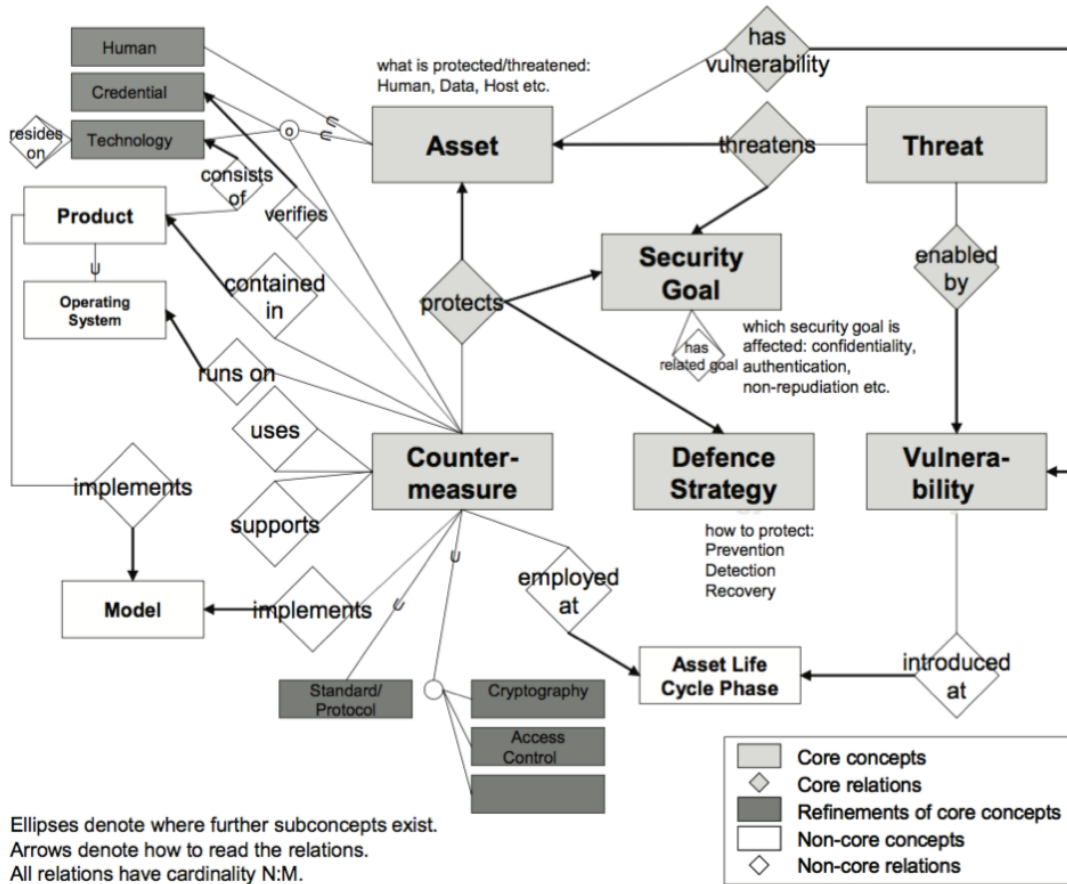 Human
Credential
Technology
resides
on
what is protected/threatened:
Human, Data, Host etc.
has
vulnerability
o
Asset
threatens
Threat
consists
of
Product
verifies
Security
Goal
enabled
by
contained
in
protects
Operating
System
has
related goal
which security goal is
affected: confidentiality,
authentication,
non-repudiation etc.
runs on
uses
Counter-
measure
Defence
Strategy
Vulnera-
bility
implements
supports
how to protect:
Prevention
Detection
Recovery
employed
at
Model
implements
Asset Life
Cycle Phase
introduced
at
Standard/
Protocol
Cryptography
Access
Control
Core concepts
Core relations
Refinements of core concepts
Non-core concepts
Non-core relations
Ellipses denote where further subconcepts exist.
Arrows denote how to read the relations.
All relations have cardinality N:M.